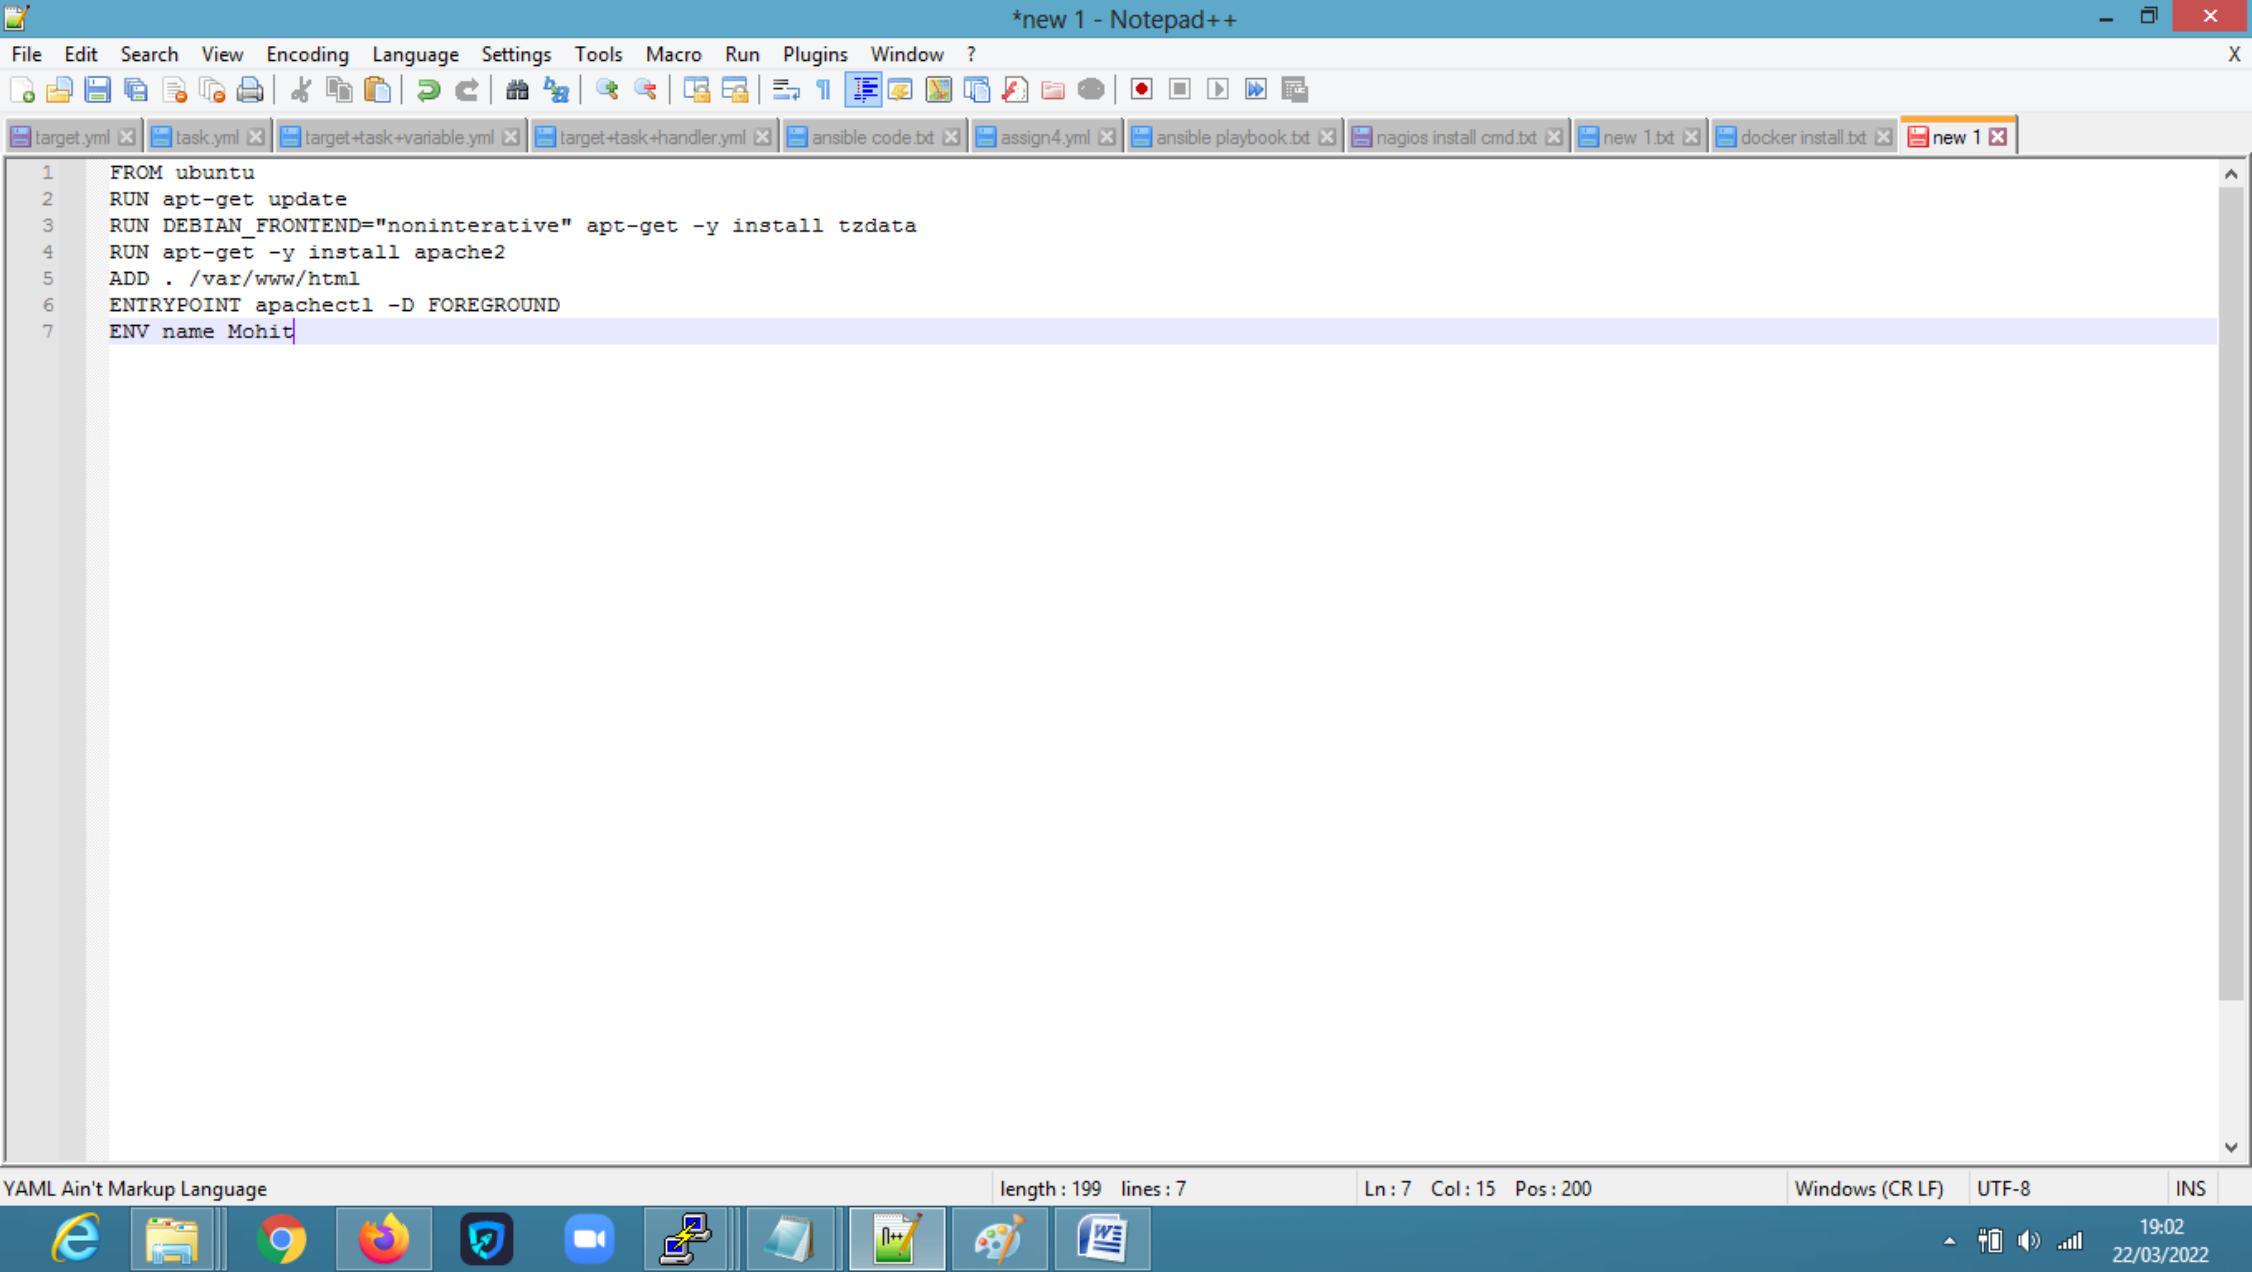 *new 1 - Notepad++
File Edit Search View Encoding Language Settings Tools Macro Run Plugins Window ? X
target.yml task.yml target+task+variable.yml target+task+handler.yml ansible code.txt assign4.yml ansible playbook.txt nagios install cmd.txt new 1.txt docker install.txt new 1
1 FROM ubuntu
2 RUN apt-get update
3 RUN DEBIAN_FRONTEND="noninterative" apt-get -y install tzdata
4 RUN apt-get -y install apache2
5 ADD . /var/www/html
6 ENTRYPOINT apachectl -D FOREGROUND
7 ENV name Mohit
YAML Ain't Markup Language length : 199 lines : 7 Ln : 7 Col : 15 Pos : 200 Windows (CR LF) UTF-8 INS
19:02
22/03/2022